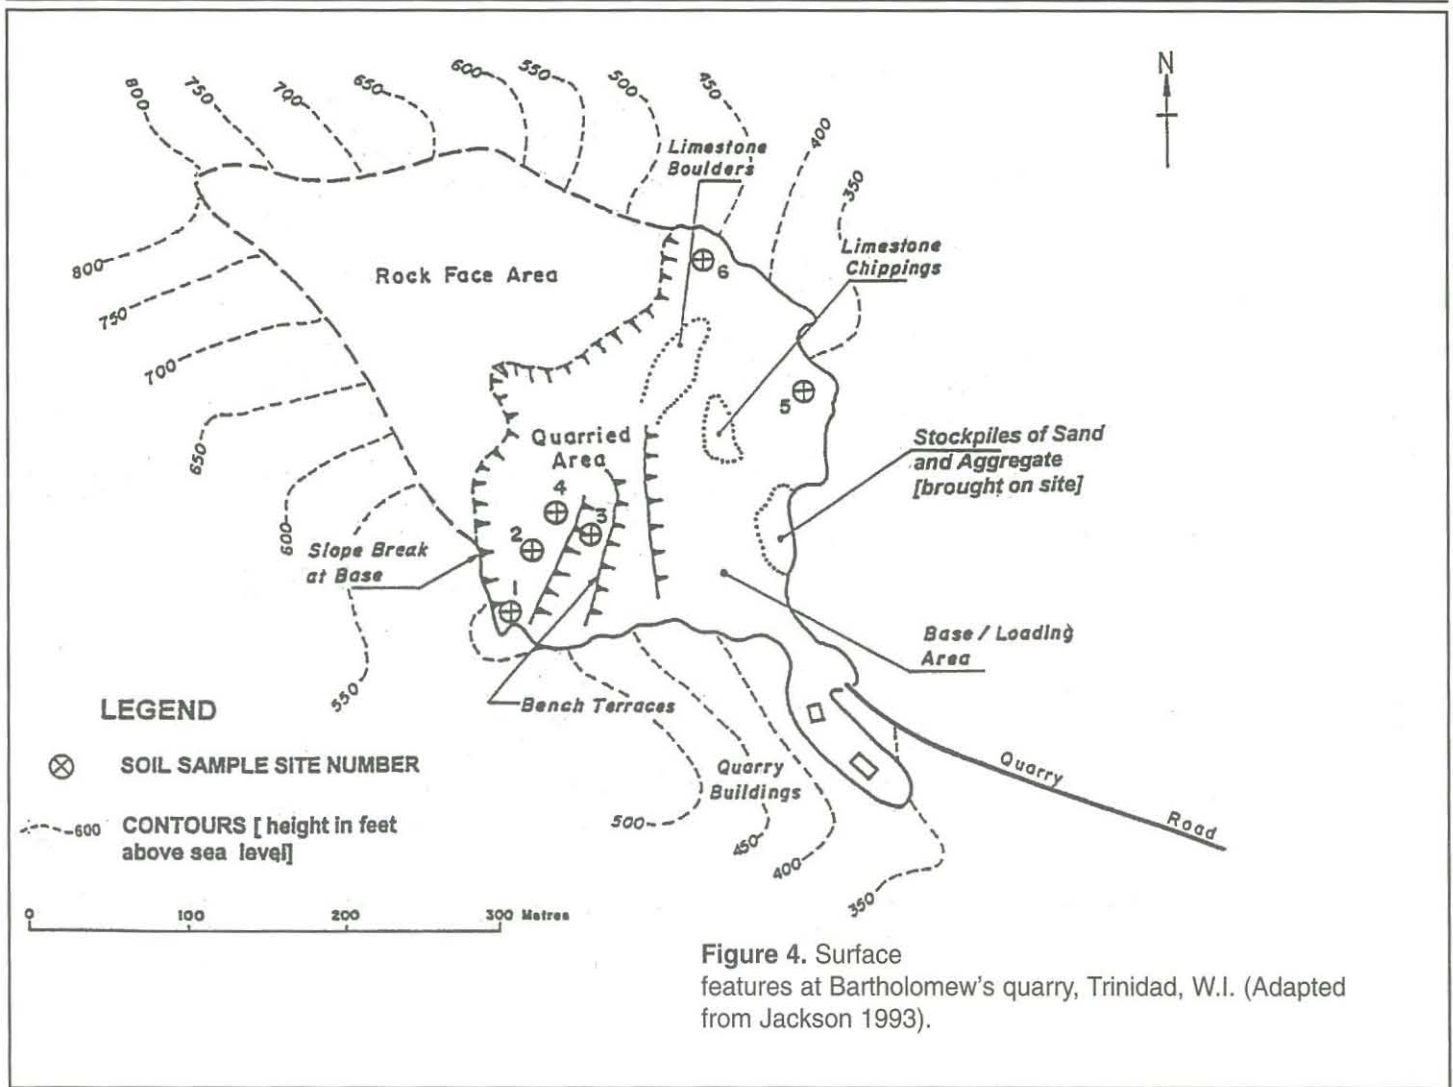 800
750
700
650
600
550
500
450
400
350
N
Limestone
Boulders
Limestone
Chippings
Rock Face Area
6
800
750
700
650
600
550
5
Quarried
Area
4
3
2
1
Stockpiles of Sand
and Aggregate
[brought on site]
Slope Break
at Base
Base / Loading
Area
Bench Terraces
Quarry
Buildings
500
450
400
350
Quarry Road
LEGEND
SOIL SAMPLE SITE NUMBER
600
CONTOURS [ height in feet
above sea level]
0 100 200 300 Metres
Figure 4. Surface
features at Bartholomew's quarry, Trinidad, W.I. (Adapted
from Jackson 1993).